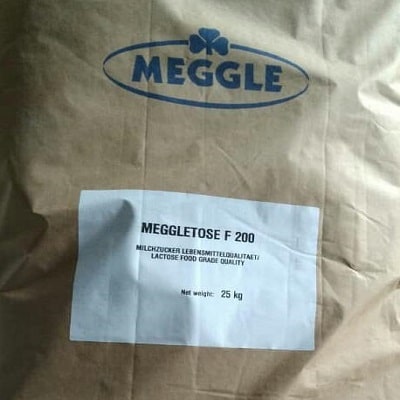 MEGGLE
MEGGLETOSE F 200
MILCHZUCKER LEBENSMITTELQUALITAET/
LACTOSE FOOD GRADE QUALITY
Net weight: 25 kg